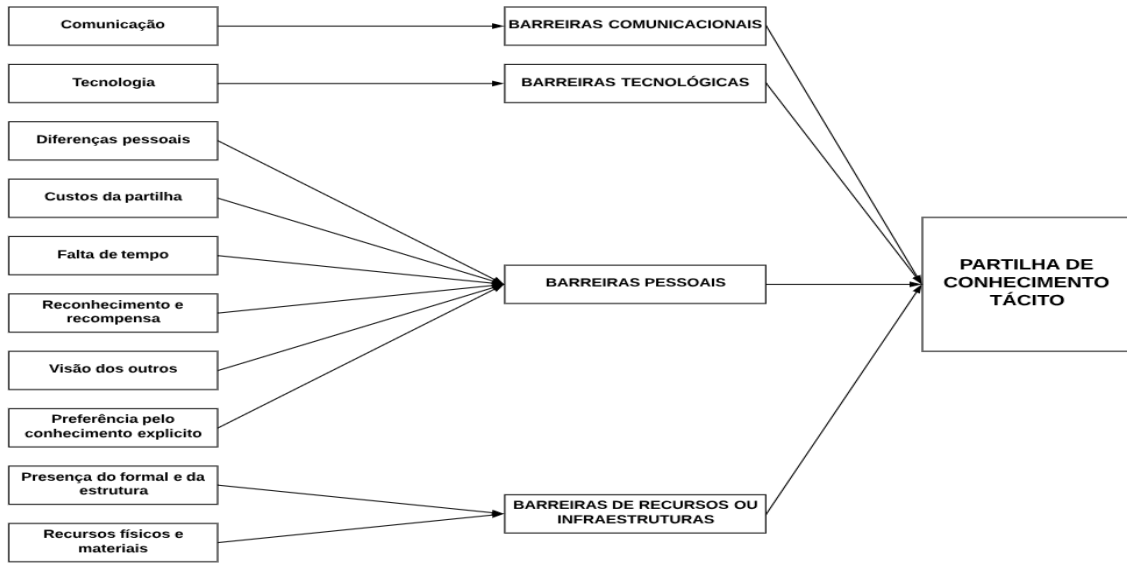 Comunicação
Tecnologia
Diferenças pessoais
Custos da partilha
Falta de tempo
Reconhecimento e
recompensa
Visão dos outros
Preferência pelo
conhecimento explicito
Presença do formal e da
estrutura
Recursos físicos e
materiais
BARREIRAS COMUNICACIONAIS
BARREIRAS TECNOLÓGICAS
BARREIRAS PESSOAIS
BARREIRAS DE RECURSOS OU
INFRAESTRUTURAS
PARTILHA DE
CONHECIMENTO
TÁCITO